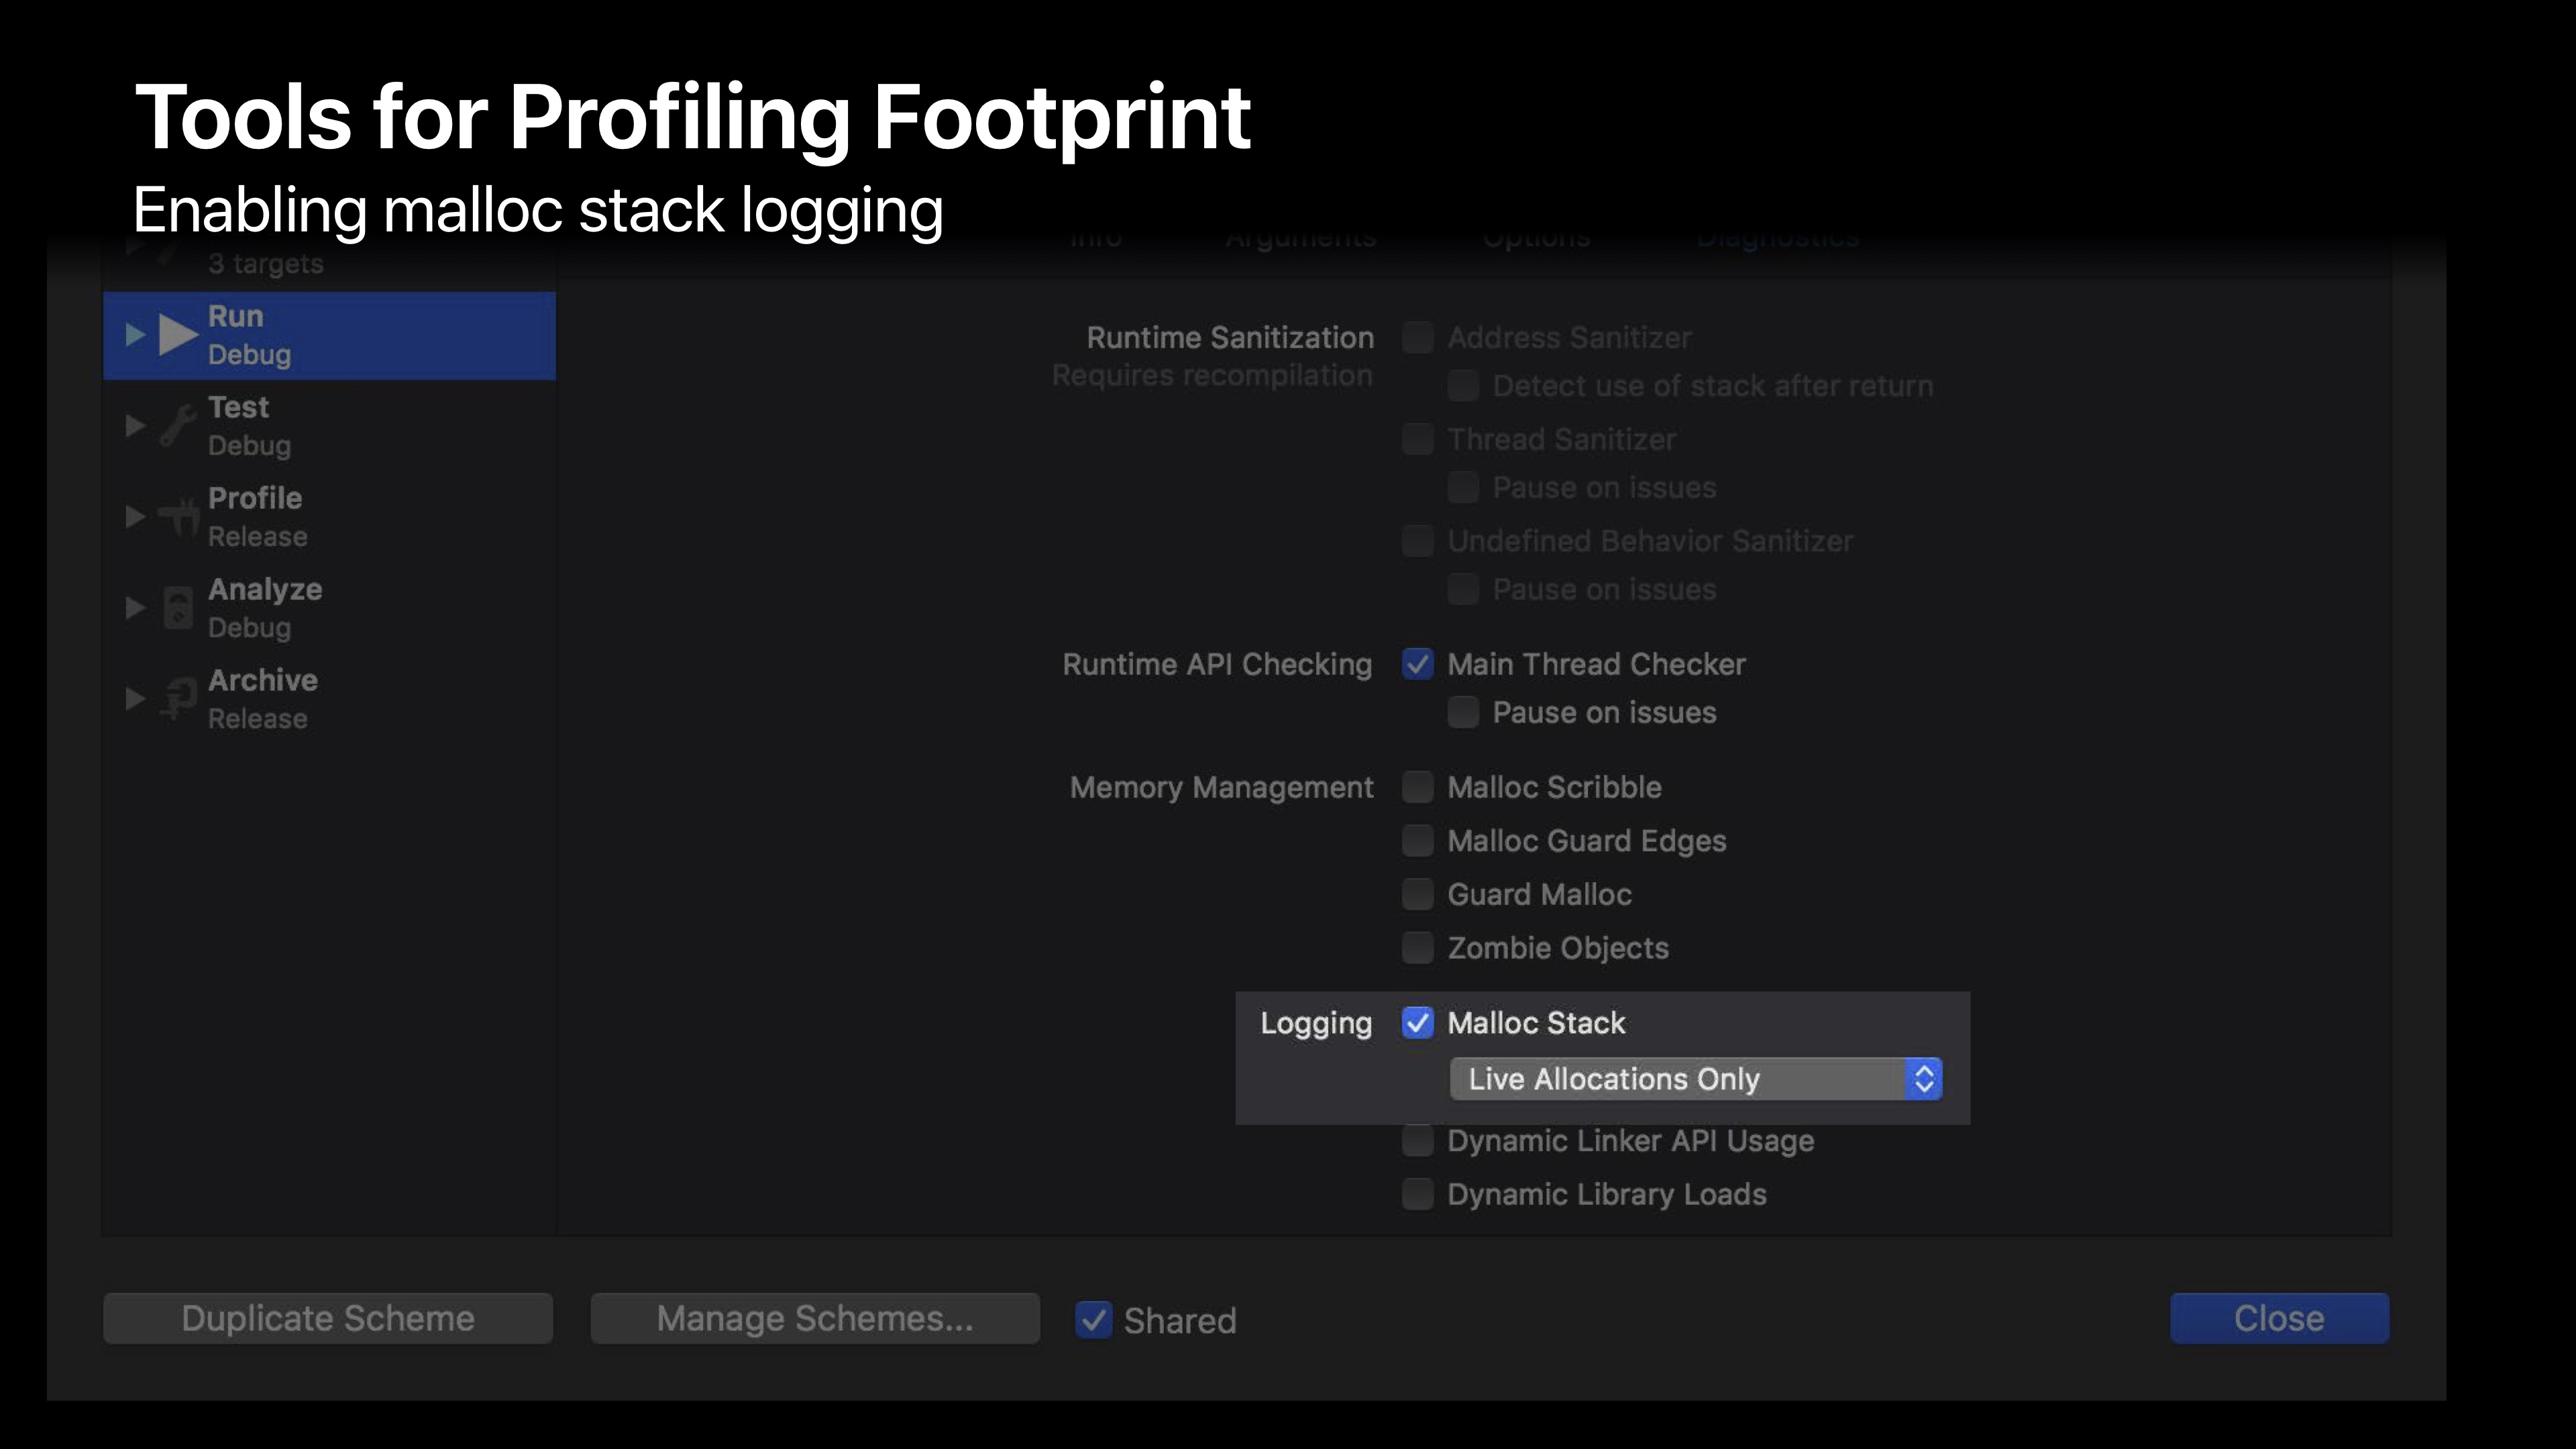 Tools for Profiling Footprint
Enabling malloc stack logging
Info
Arguments
Options
Diagnostics
3 targets
Run
Debug
Test
Debug
Profile
Release
Analyze
Debug
Archive
Release
Runtime Sanitization
Requires recompilation
Address Sanitizer
Detect use of stack after return
Thread Sanitizer
Pause on issues
Undefined Behavior Sanitizer
Pause on issues
Runtime API Checking
Main Thread Checker
Pause on issues
Memory Management
Malloc Scribble
Malloc Guard Edges
Guard Malloc
Zombie Objects
Logging
Malloc Stack
Live Allocations Only
Dynamic Linker API Usage
Dynamic Library Loads
Duplicate Scheme
Manage Schemes...
Shared
Close